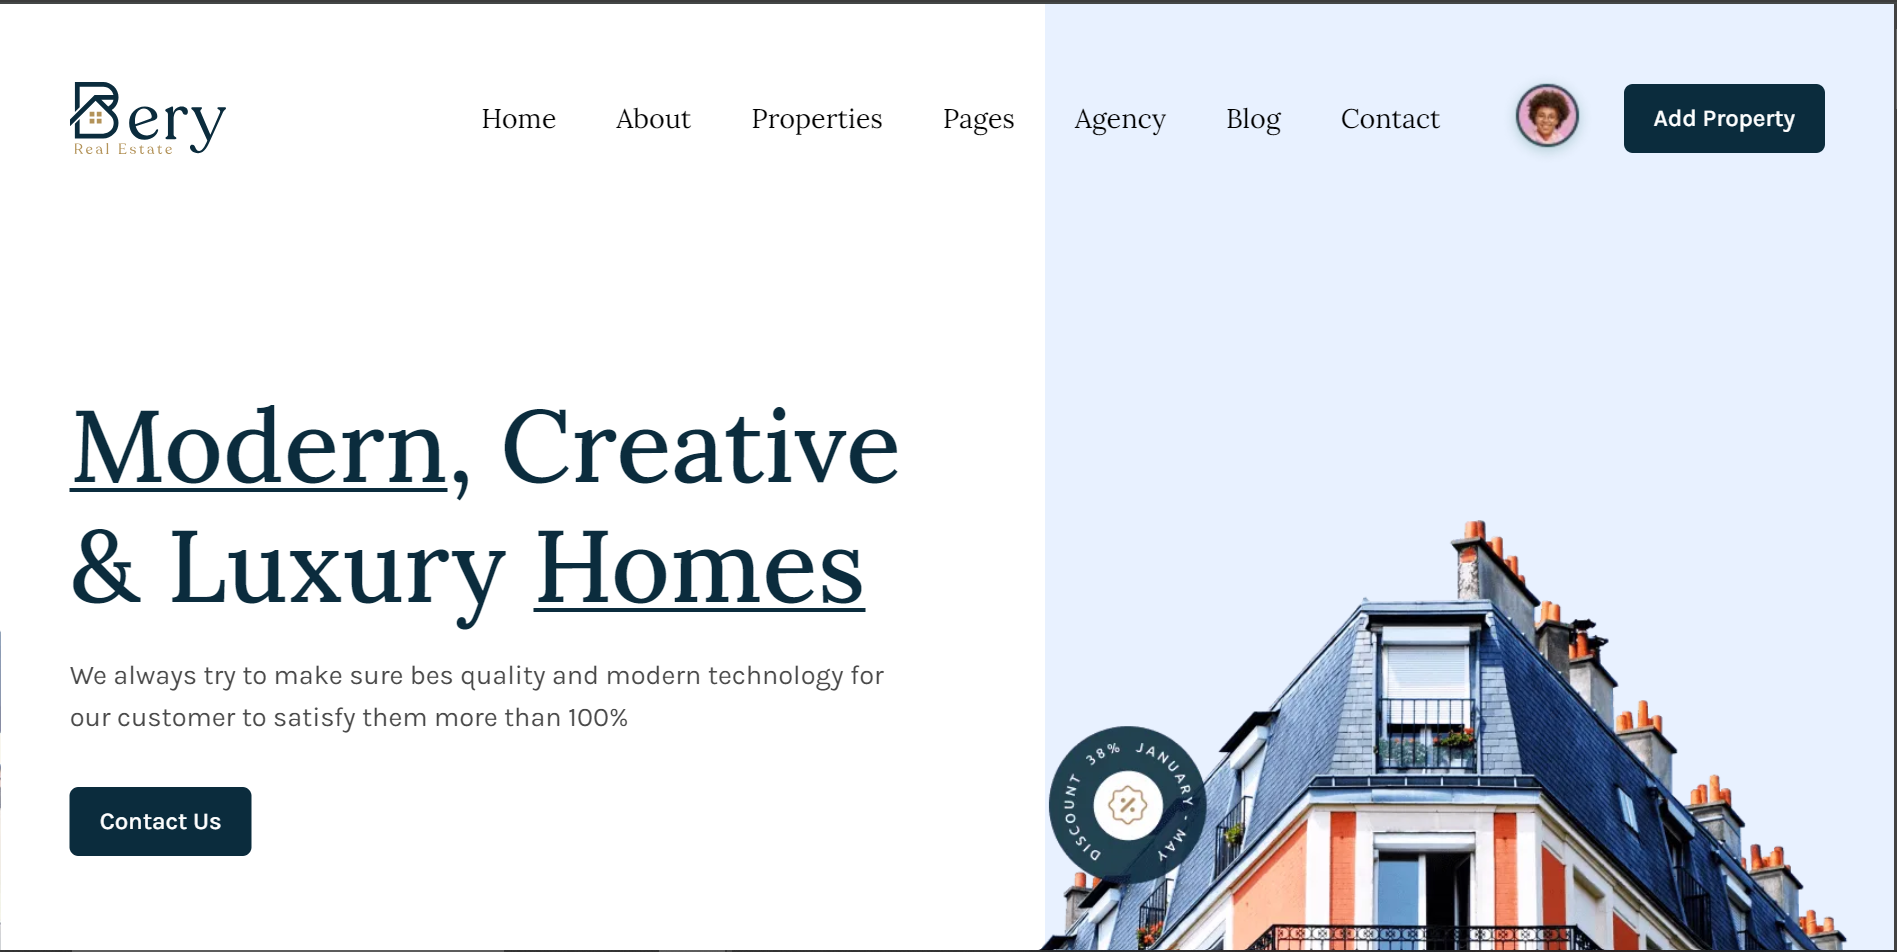 Bery
Real Estate
Home About Properties Pages Agency Blog Contact Add Property
Modern, Creative
& Luxury Homes
We always try to make sure bes quality and modern technology for
our customer to satisfy them more than 100%
Contact Us
DISCOUNT 38% JANUARY - MAY
%